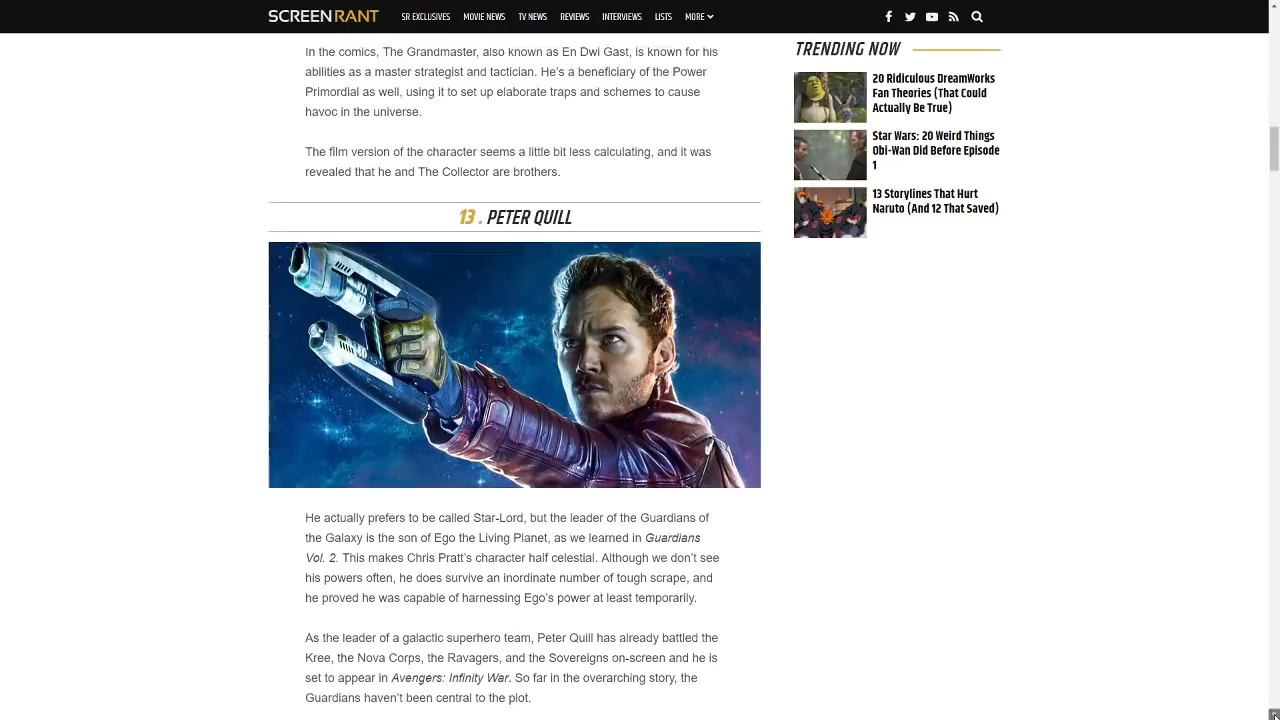 SCREENRANT
SR EXCLUSIVES
MOVIE NEWS
TV NEWS
REVIEWS
INTERVIEWS
LISTS
MORE
In the comics, The Grandmaster, also known as En Dwi Gast, is known for his
abilities as a master strategist and tactician. He’s a beneficiary of the Power
Primordial as well, using it to set up elaborate traps and schemes to cause
havoc in the universe.
The film version of the character seems a little bit less calculating, and it was
revealed that he and The Collector are brothers.
13 . PETER QUILL
He actually prefers to be called Star-Lord, but the leader of the Guardians of
the Galaxy is the son of Ego the Living Planet, as we learned in Guardians
Vol. 2. This makes Chris Pratt’s character half celestial. Although we don’t see
his powers often, he does survive an inordinate number of tough scrape, and
he proved he was capable of harnessing Ego’s power at least temporarily.
As the leader of a galactic superhero team, Peter Quill has already battled the
Kree, the Nova Corps, the Ravagers, and the Sovereigns on-screen and he is
set to appear in Avengers: Infinity War. So far in the overarching story, the
Guardians haven’t been central to the plot.
TRENDING NOW
20 Ridiculous DreamWorks
Fan Theories (That Could
Actually Be True)
Star Wars: 20 Weird Things
Obi-Wan Did Before Episode
1
13 Storylines That Hurt
Naruto (And 12 That Saved)